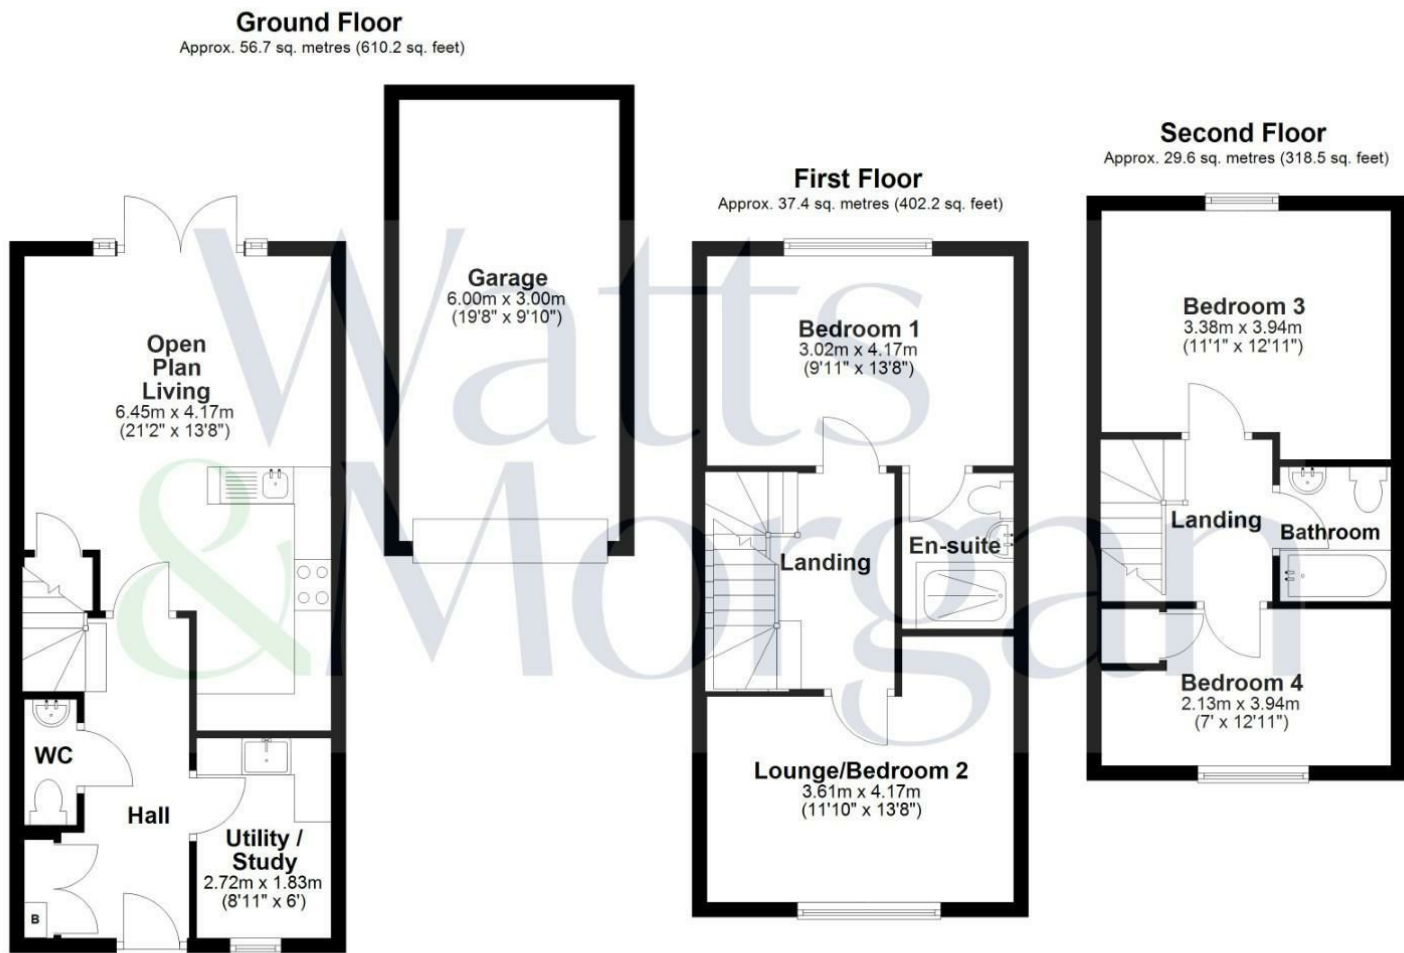 Ground Floor
Approx. 56.7 sq. metres (610.2 sq. feet)
Open
Plan
Living
6.45m x 4.17m
(21'2" x 13'8")
WC
Hall
B
Utility /
Study
2.72m x 1.83m
(8'11" x 6')
Garage
6.00m x 3.00m
(19'8" x 9'10")
First Floor
Approx. 37.4 sq. metres (402.2 sq. feet)
Bedroom 1
3.02m x 4.17m
(9'11" x 13'8")
Landing
En-suite
Lounge/Bedroom 2
3.61m x 4.17m
(11'10" x 13'8")
Second Floor
Approx. 29.6 sq. metres (318.5 sq. feet)
Bedroom 3
3.38m x 3.94m
(11'1" x 12'11")
Landing
Bathroom
Bedroom 4
2.13m x 3.94m
(7' x 12'11")
Watts
&Morgan